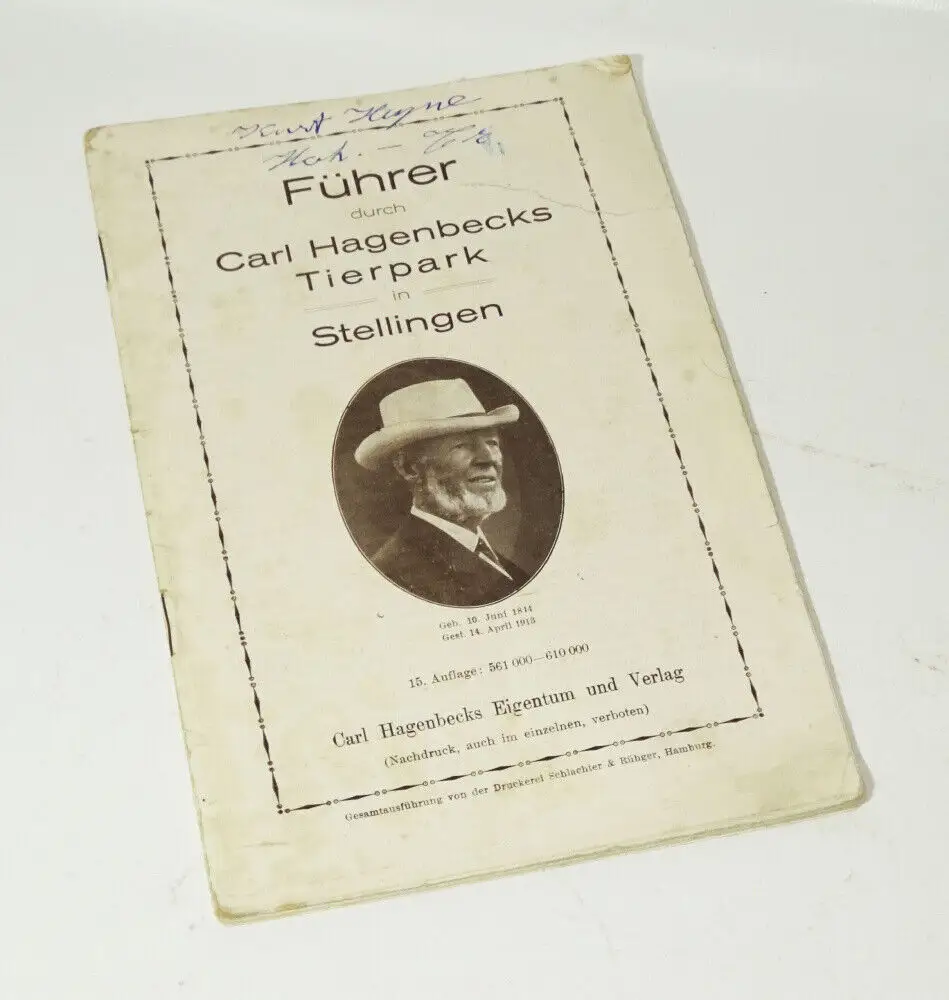 Kurt Heyne
Führer
durch
Carl Hagenbecks
Tierpark
in
Stellingen
Geb. 10. Juni 1844
Gest. 14. April 1913
15. Auflage: 561 000—610 000
Carl Hagenbecks Eigentum und Verlag
(Nachdruck, auch im einzelnen, verboten)
Gesamtausführung von der Druckerei Schlachter & Rühger, Hamburg.